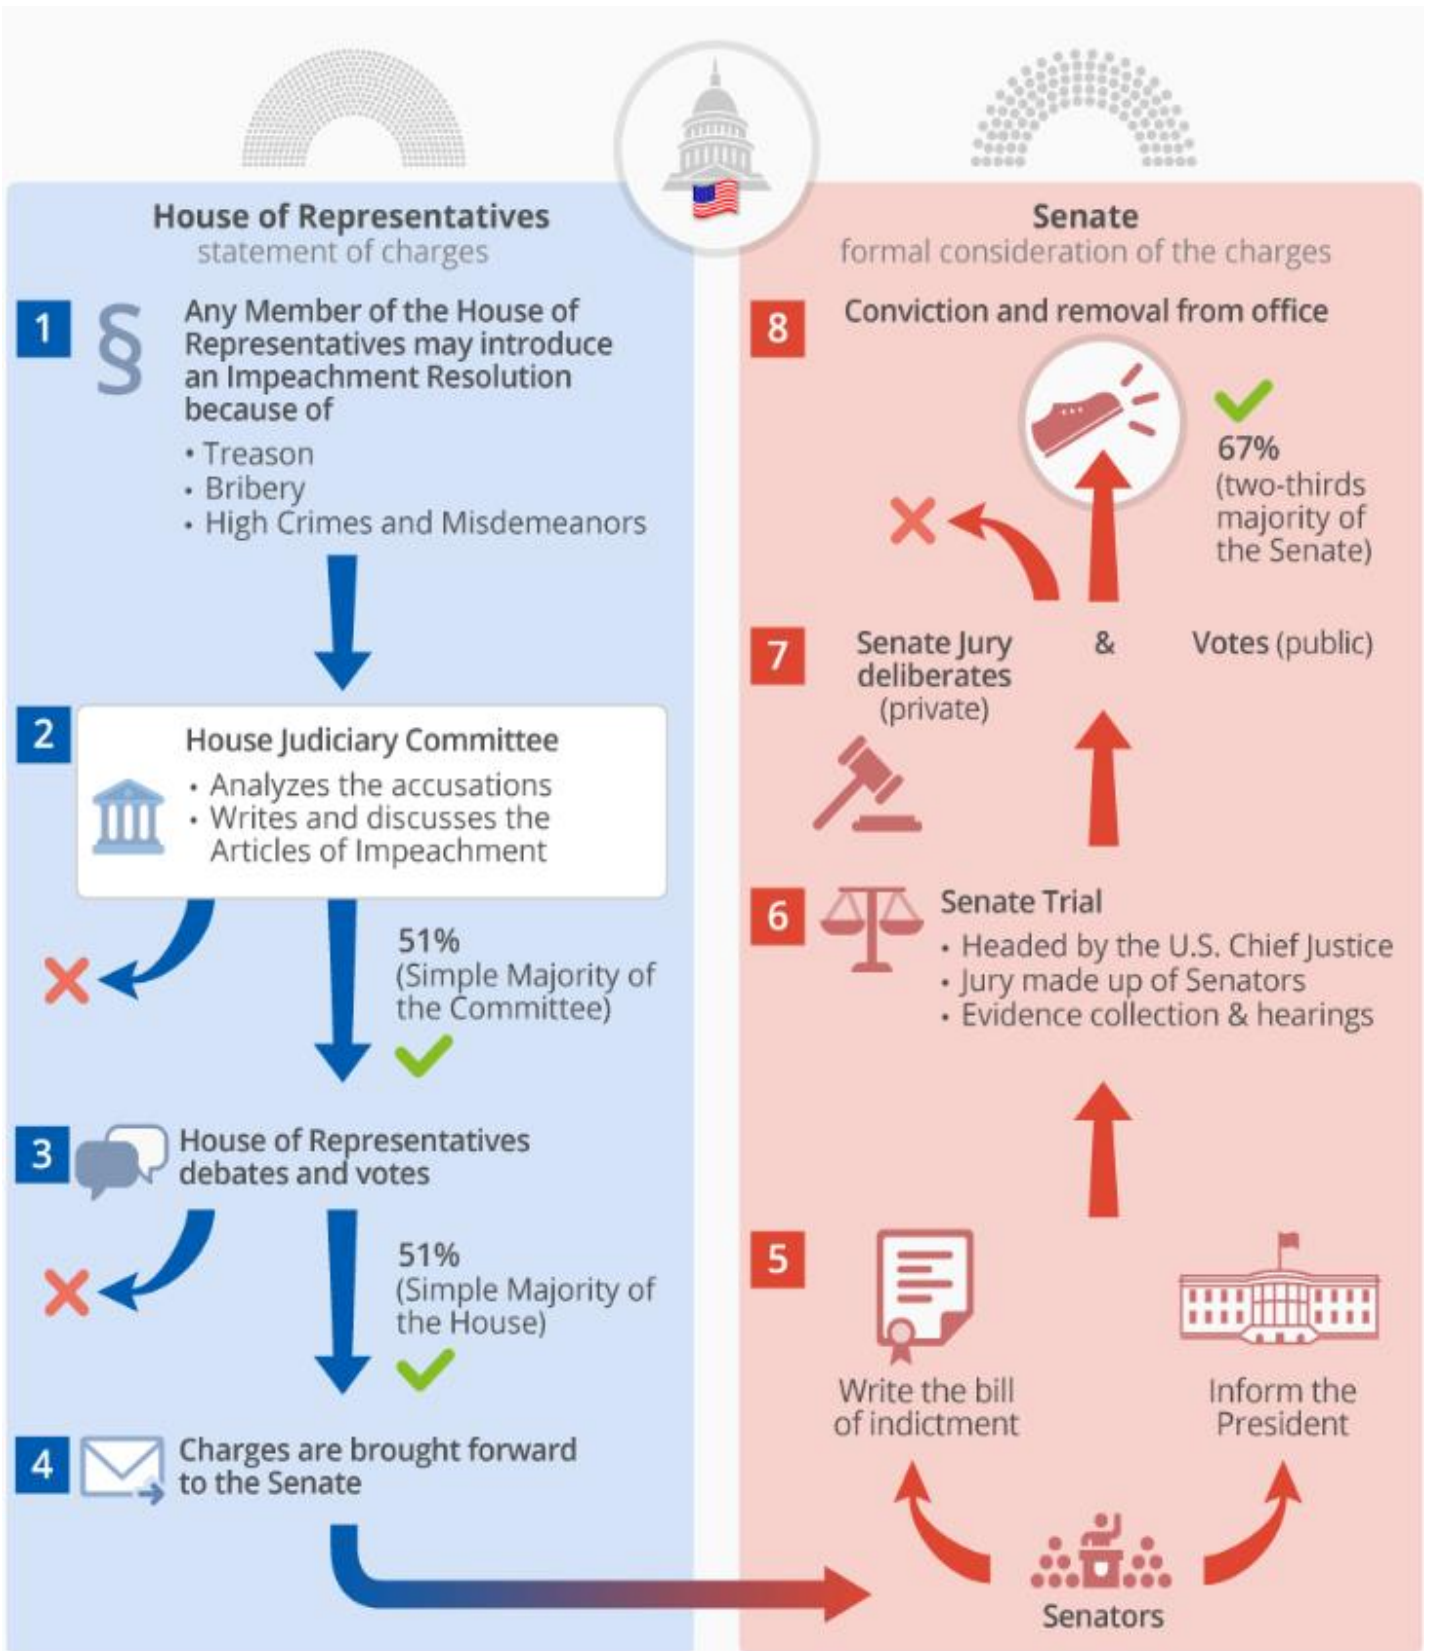 House of Representatives
statement of charges
1
§
Any Member of the House of
Representatives may introduce
an Impeachment Resolution
because of
• Treason
• Bribery
• High Crimes and Misdemeanors
2
House Judiciary Committee
• Analyzes the accusations
• Writes and discusses the
Articles of Impeachment
51%
(Simple Majority of
the Committee)
3
House of Representatives
debates and votes
51%
(Simple Majority of
the House)
4
Charges are brought forward
to the Senate
Senate
formal consideration of the charges
8
Conviction and removal from office
67%
(two-thirds
majority of
the Senate)
7
Senate Jury
deliberates
(private)
&
Votes (public)
6
Senate Trial
• Headed by the U.S. Chief Justice
• Jury made up of Senators
• Evidence collection & hearings
5
Write the bill
of indictment
Inform the
President
Senators